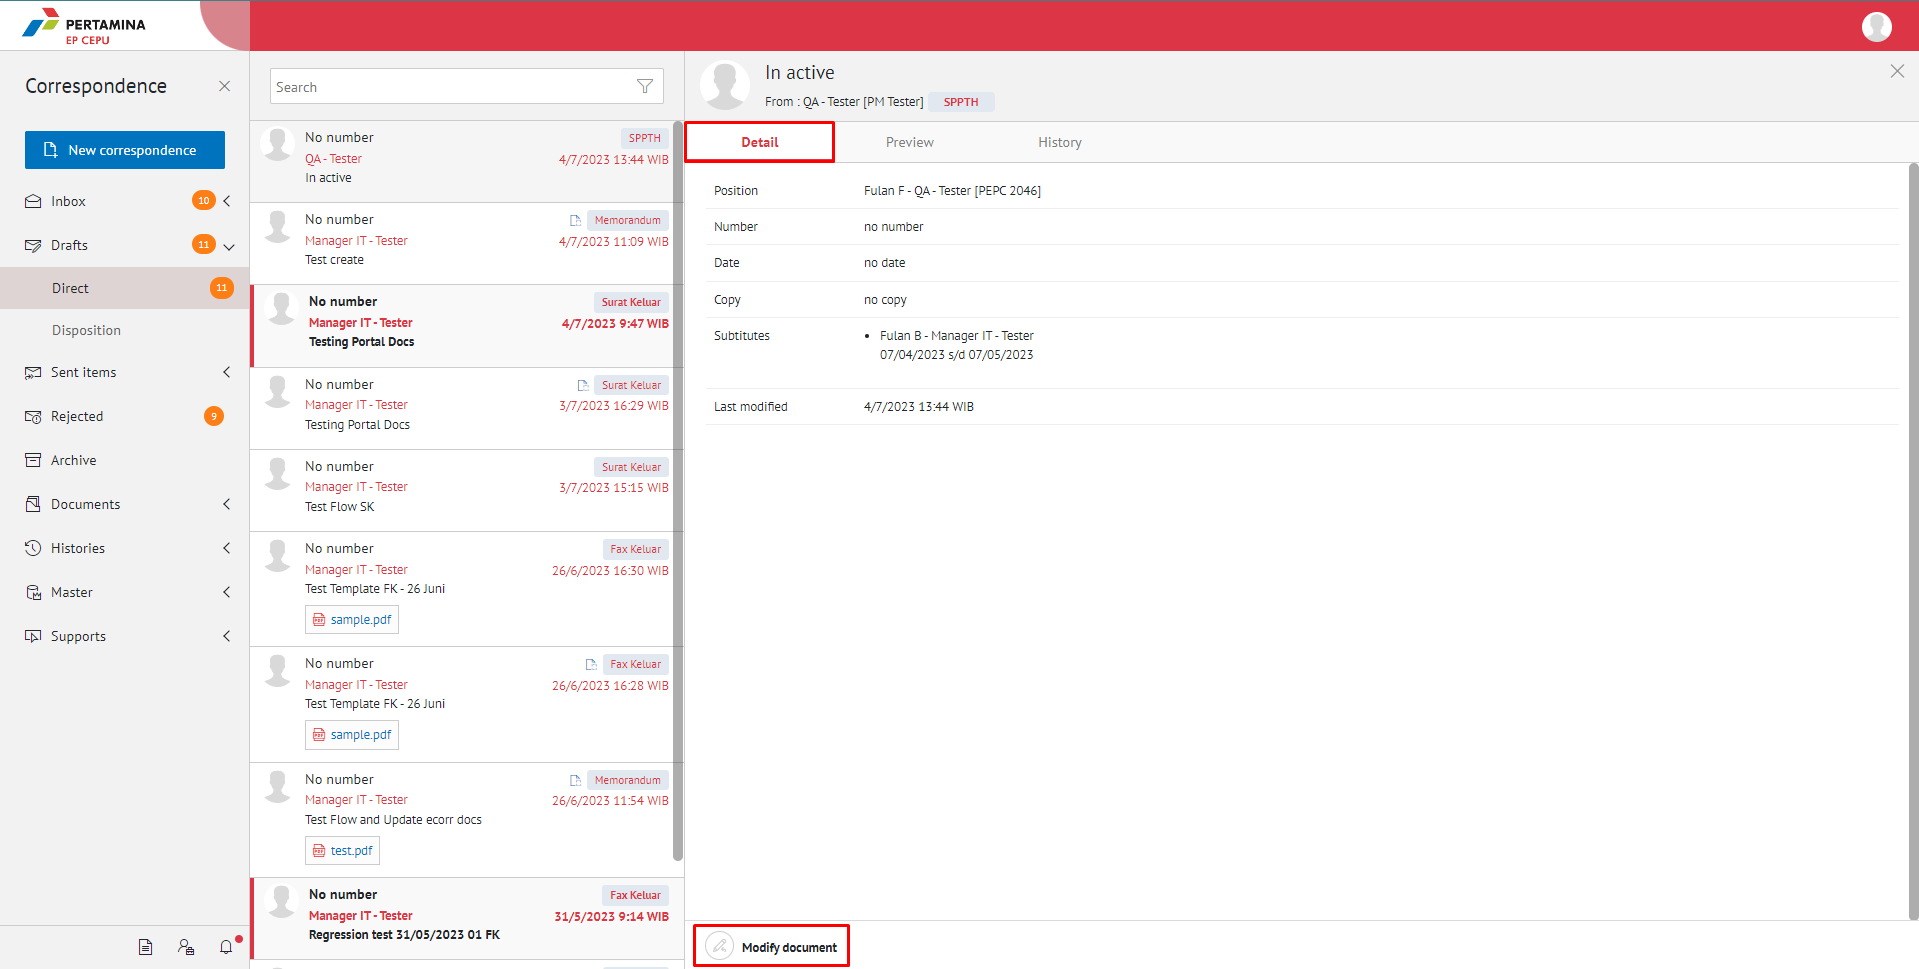 PERTAMINA
EP CEPU
Correspondence
New correspondence
Inbox 10
Drafts 11
Direct 11
Disposition
Sent items
Rejected 9
Archive
Documents
Histories
Master
Supports
Search
No number SPPTH
QA - Tester 4/7/2023 13:44 WIB
In active
No number Memorandum
Manager IT - Tester 4/7/2023 11:09 WIB
Test create
No number Surat Keluar
Manager IT - Tester 4/7/2023 9:47 WIB
Testing Portal Docs
No number Surat Keluar
Manager IT - Tester 3/7/2023 16:29 WIB
Testing Portal Docs
No number Surat Keluar
Manager IT - Tester 3/7/2023 15:15 WIB
Test Flow SK
No number Fax Keluar
Manager IT - Tester 26/6/2023 16:30 WIB
Test Template FK - 26 Juni
sample.pdf
No number Fax Keluar
Manager IT - Tester 26/6/2023 16:28 WIB
Test Template FK - 26 Juni
sample.pdf
No number Memorandum
Manager IT - Tester 26/6/2023 11:54 WIB
Test Flow and Update ecorr docs
test.pdf
No number Fax Keluar
Manager IT - Tester 31/5/2023 9:14 WIB
Regression test 31/05/2023 01 FK
In active
From : QA - Tester [PM Tester] SPPTH
Detail Preview History
Position Fulan F - QA - Tester [PEPC 2046]
Number no number
Date no date
Copy no copy
Subtitutes • Fulan B - Manager IT - Tester
07/04/2023 s/d 07/05/2023
Last modified 4/7/2023 13:44 WIB
Modify document